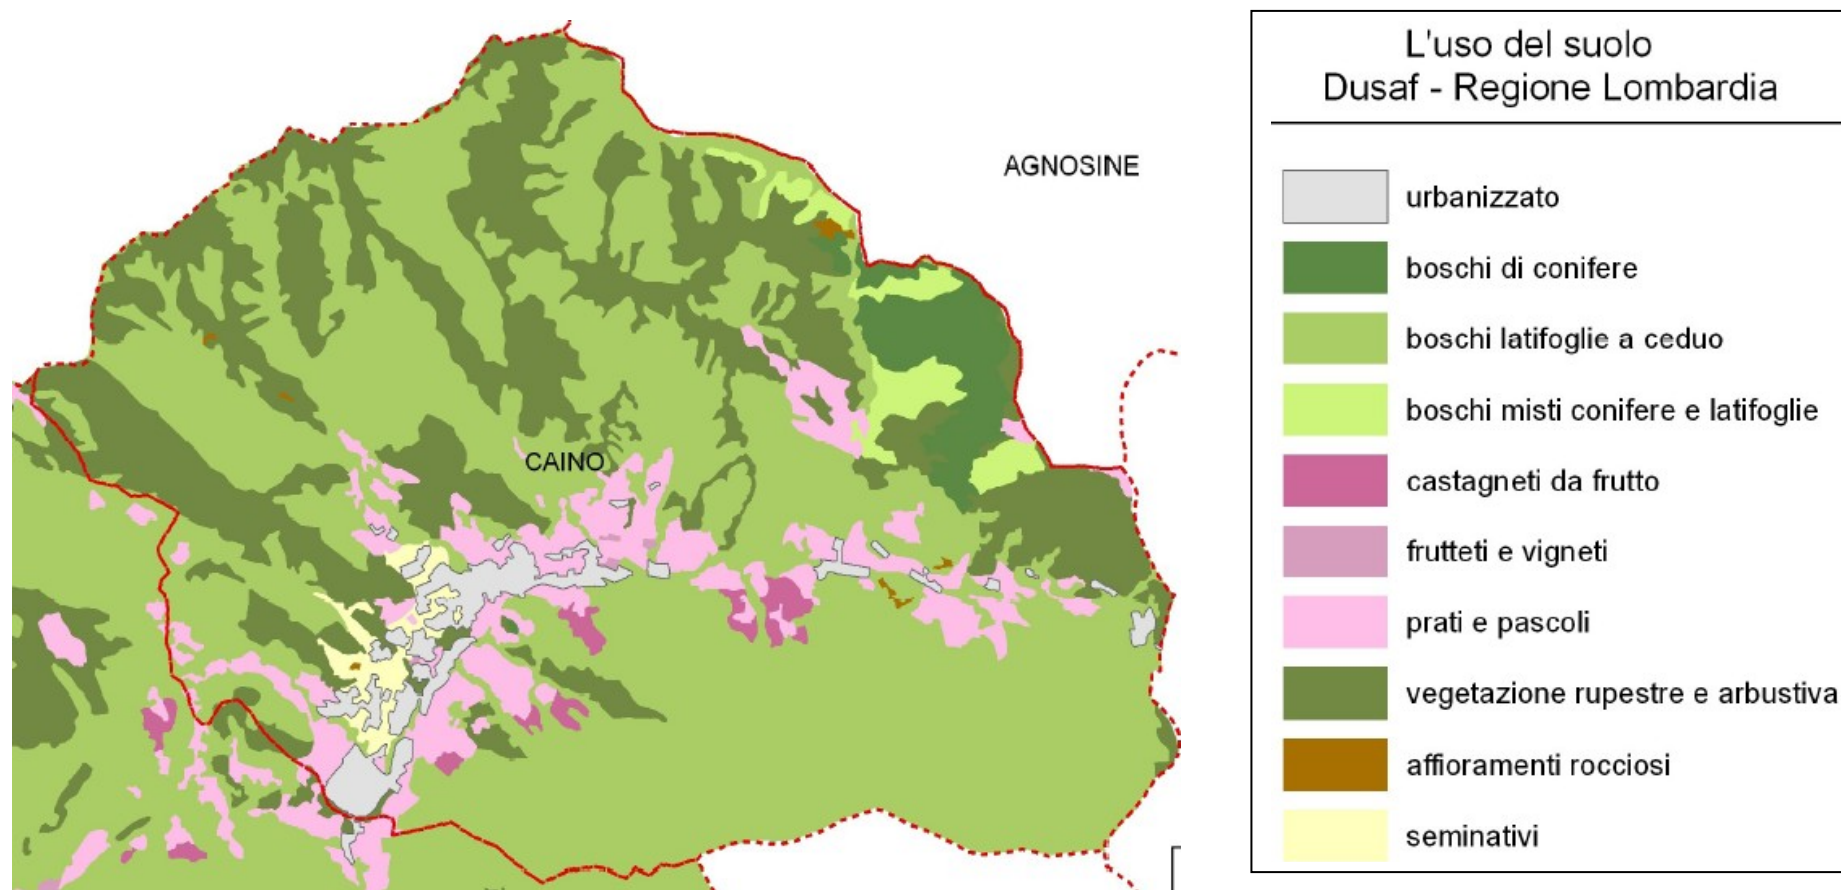 AGNOSINE
CAINO
L'uso del suolo
Dusaf - Regione Lombardia
urbanizzato
boschi di conifere
boschi latifoglie a ceduo
boschi misti conifere e latifoglie
castagneti da frutto
frutteti e vigneti
prati e pascoli
vegetazione rupestre e arbustiva
affioramenti rocciosi
seminativi